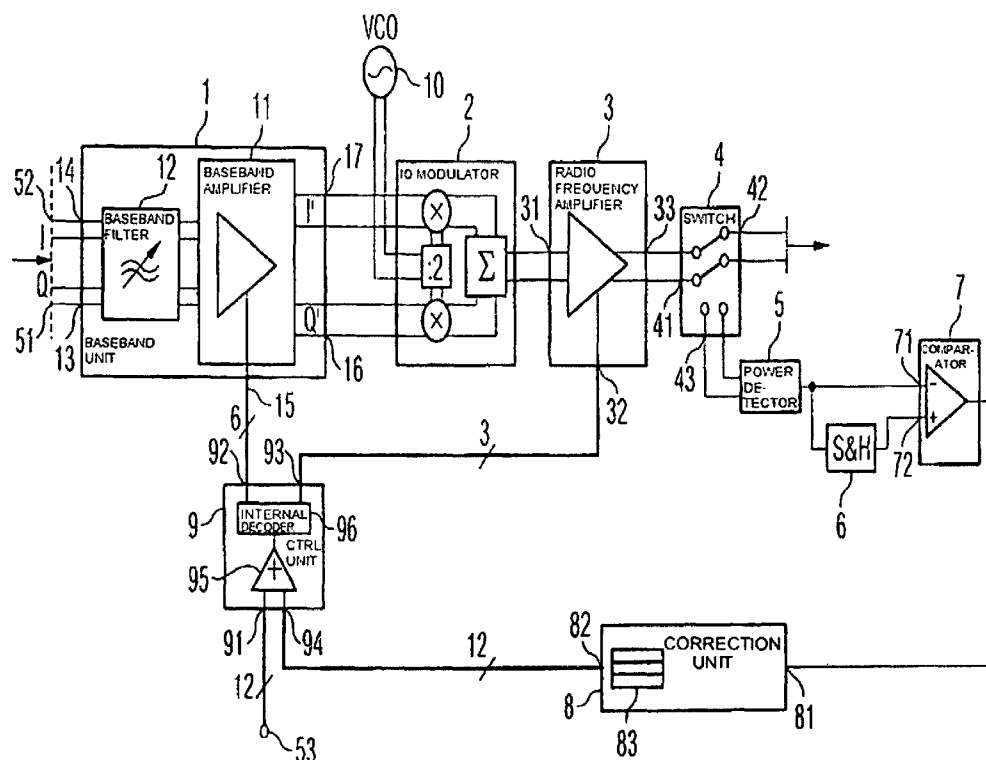 VCO
10
1
11
2
3
4
14
12
17
52
BASEBAND
FILTER
BASEBAND
AMPLIFIER
I'
IQ MODULATOR
RADIO
FREQUENCY
AMPLIFIER
31
33
SWITCH
42
I
Q
:2
Σ
51
13
BASEBAND
UNIT
Q'
16
15
41
43
5
POWER
DE-
TECTOR
7
COMPAR-
ATOR
71
-
+
72
S&H
6
32
6
3
92
93
9
INTERNAL
DECODER
96
CTRL
UNIT
+
95
91
94
12
12
82
CORRECTION
UNIT
8
83
81
53